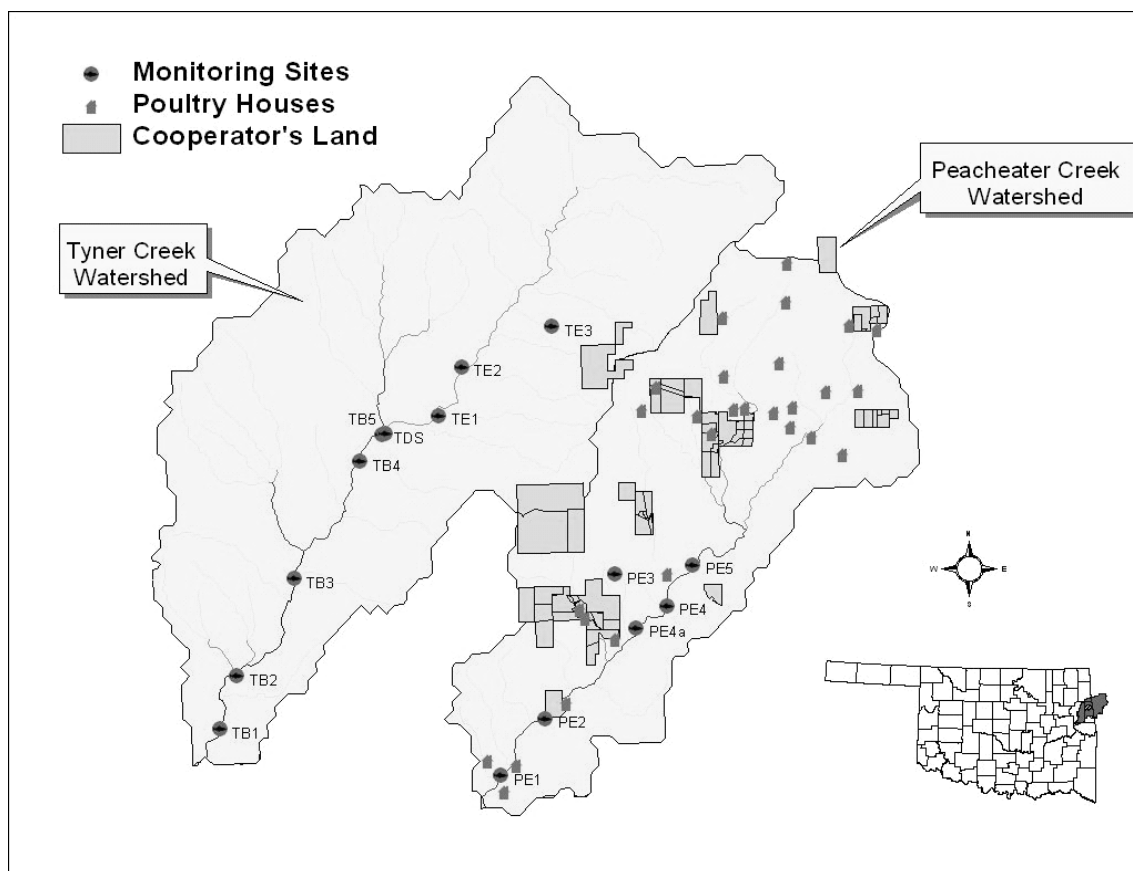 Monitoring Sites
Poultry Houses
Cooperator's Land
Peacheater Creek
Watershed
Tyner Creek
Watershed
TE3
TE2
TE1
TB5
TDS
TB4
PE5
PE3
TB3
PE4
PE4a
TB2
PE2
TB1
PE1
N
W
E
S